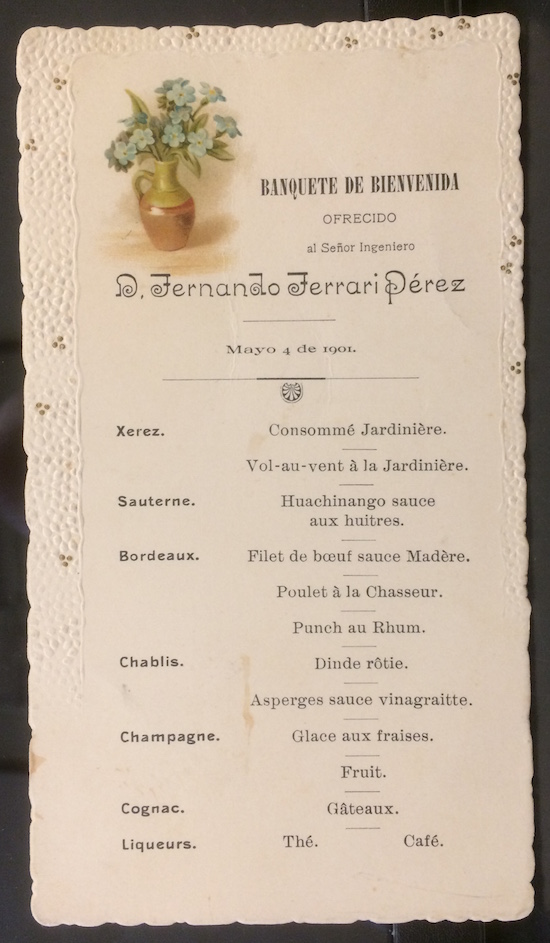 BANQUETE DE BIENVENIDA
OFRECIDO
al Señor Ingeniero
D. Fernando Ferrari Pérez
Mayo 4 de 1901.
Xerez. Consommé Jardinière.
Vol-au-vent à la Jardinière.
Sauterne. Huachinango sauce
aux huitres.
Bordeaux. Filet de bœuf sauce Madère.
Poulet à la Chasseur.
Punch au Rhum.
Chablis. Dinde rôtie.
Asperges sauce vinagraitte.
Champagne. Glace aux fraises.
Fruit.
Cognac. Gâteaux.
Liqueurs. Thé. Café.